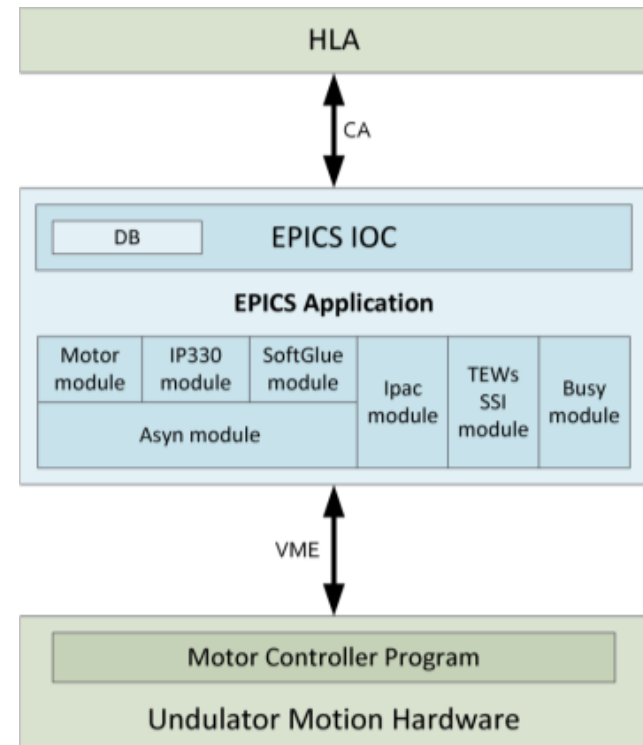 HLA
CA
DB
EPICS IOC
EPICS Application
Motor
module
IP330
module
SoftGlue
module
Asyn module
Ipac
module
TEWs
SSI
module
Busy
module
VME
Motor Controller Program
Undulator Motion Hardware